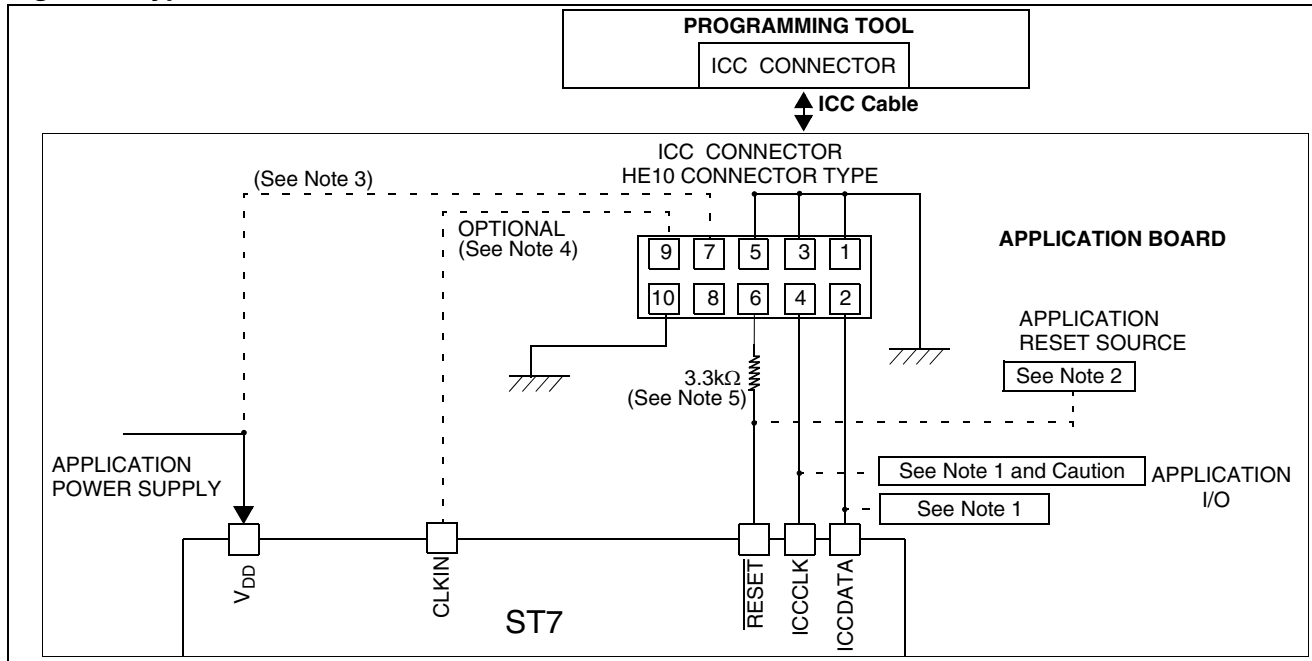 PROGRAMMING TOOL
ICC CONNECTOR
ICC Cable
ICC CONNECTOR
HE10 CONNECTOR TYPE
(See Note 3)
OPTIONAL
(See Note 4)
9 7 5 3 1
10 8 6 4 2
APPLICATION BOARD
APPLICATION
RESET SOURCE
See Note 2
3.3kΩ
(See Note 5)
APPLICATION
POWER SUPPLY
See Note 1 and Caution
See Note 1
APPLICATION
I/O
VDD
CLKIN
RESET
ICCCLK
ICCDATA
ST7